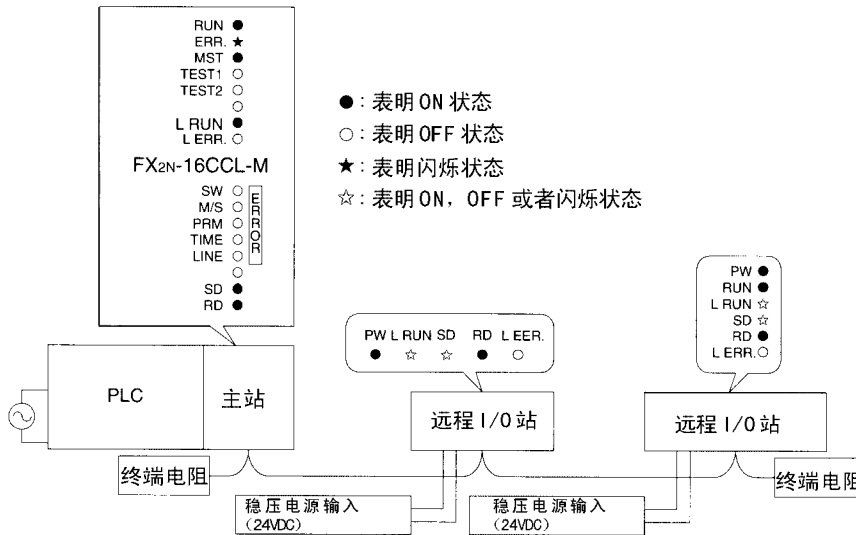 RUN ●
ERR. ★
MST ●
TEST1 ○
TEST2 ○
○
L RUN ●
L ERR. ○
FX2N-16CCL-M
SW ○
M/S ○
PRM ○
TIME ○
LINE ○
○
ERROR
SD ●
RD ●
●：表明 ON 状态
○：表明 OFF 状态
★：表明闪烁状态
☆：表明 ON，OFF 或者闪烁状态
PW L RUN SD RD L EER.
● ☆ ☆ ● ○
PW ●
RUN ●
L RUN ☆
SD ☆
RD ●
L ERR. ○
PLC
主站
远程 I/O 站
远程 I/O 站
终端电阻
终端电阻
稳压电源输入
（24VDC）
稳压电源输入
（24VDC）